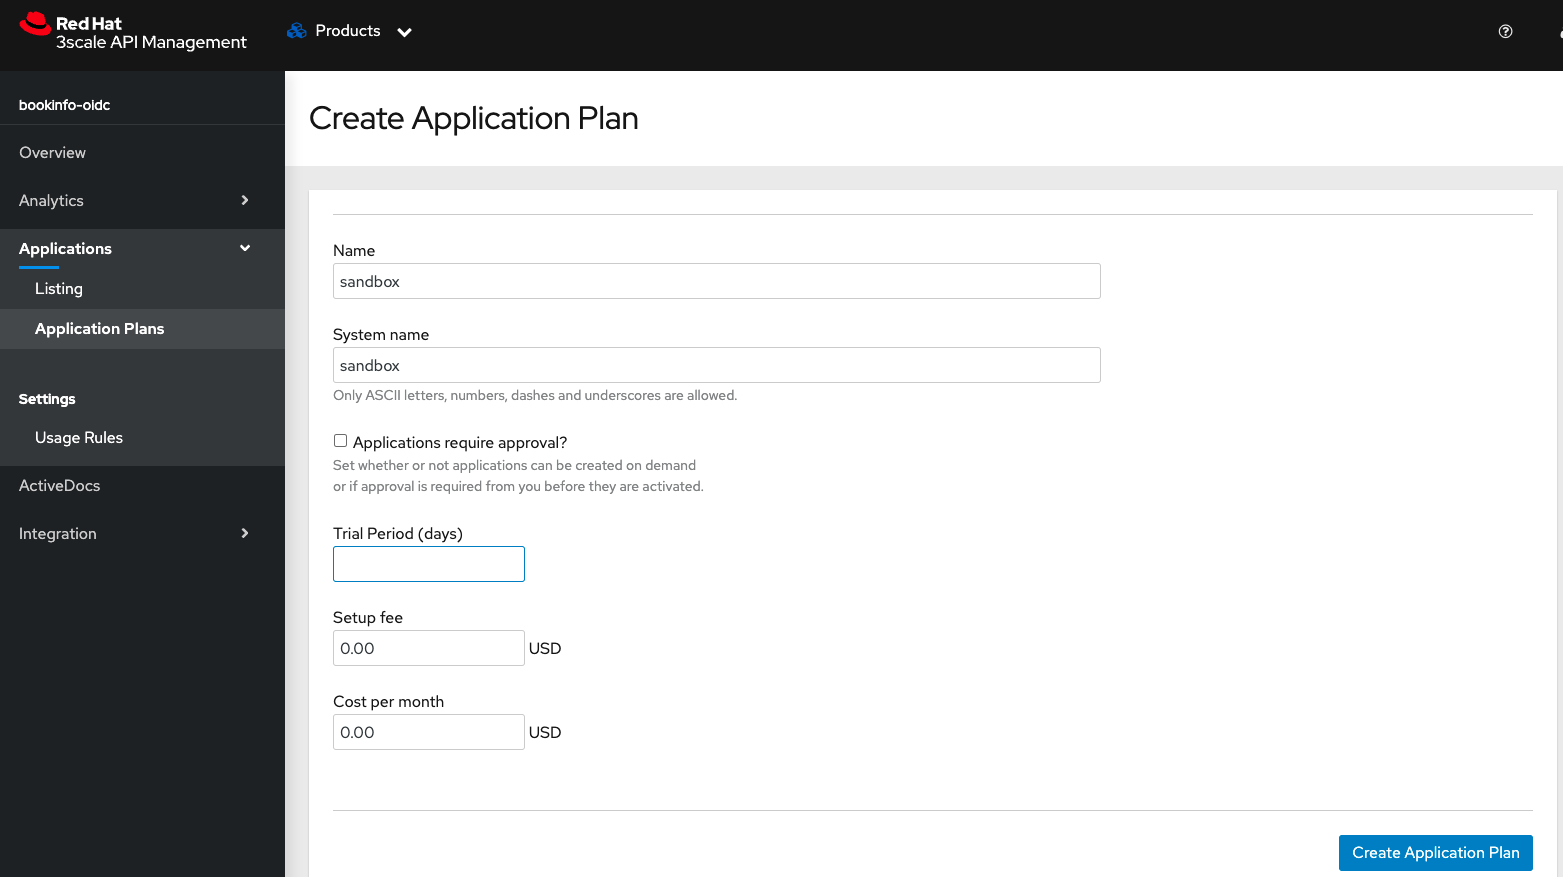 Red Hat
3scale API Management
Products
bookinfo-oidc
Overview
Analytics
Applications
Listing
Application Plans
Settings
Usage Rules
ActiveDocs
Integration
Create Application Plan
Name
sandbox
System name
sandbox
Only ASCII letters, numbers, dashes and underscores are allowed.
Applications require approval?
Set whether or not applications can be created on demand
or if approval is required from you before they are activated.
Trial Period (days)
Setup fee
0.00 USD
Cost per month
0.00 USD
Create Application Plan